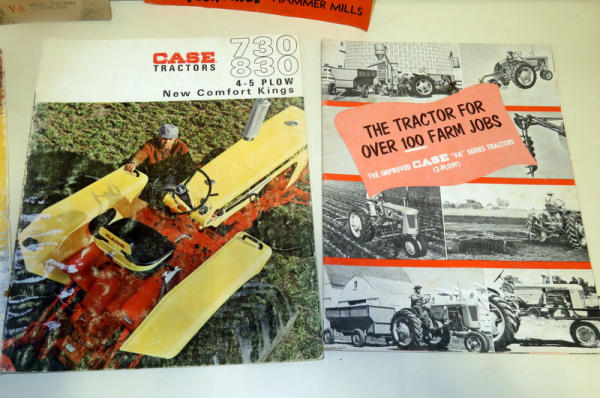 VA
HAMMER MILLS
CASE
TRACTORS
730
830
4-5 PLOW
New Comfort Kings
THE TRACTOR FOR
OVER 100 FARM JOBS
THE IMPROVED CASE "VA" SERIES TRACTORS
(2-PLOW)